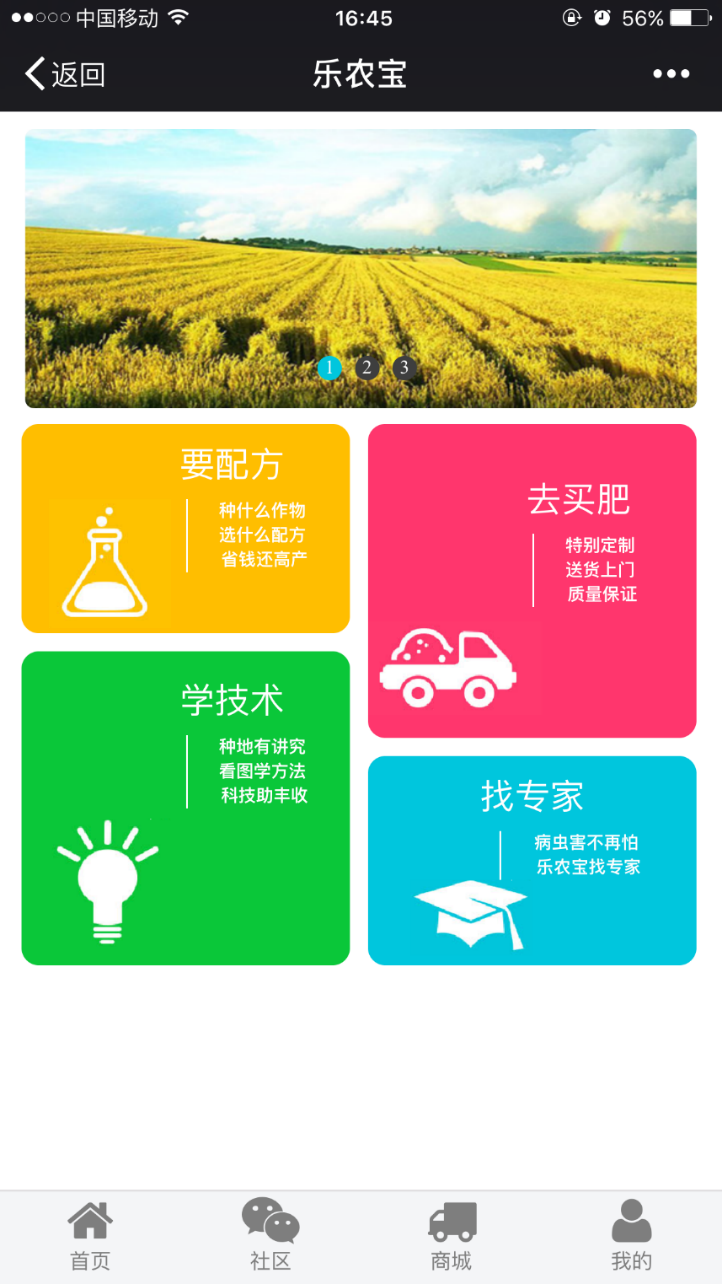 中国移动 16:45 56%
返回 乐农宝
1 2 3
要配方
种什么作物
选什么配方
省钱还高产
去买肥
特别定制
送货上门
质量保证
学技术
种地有讲究
看图学方法
科技助丰收
找专家
病虫害不再怕
乐农宝找专家
首页 社区 商城 我的